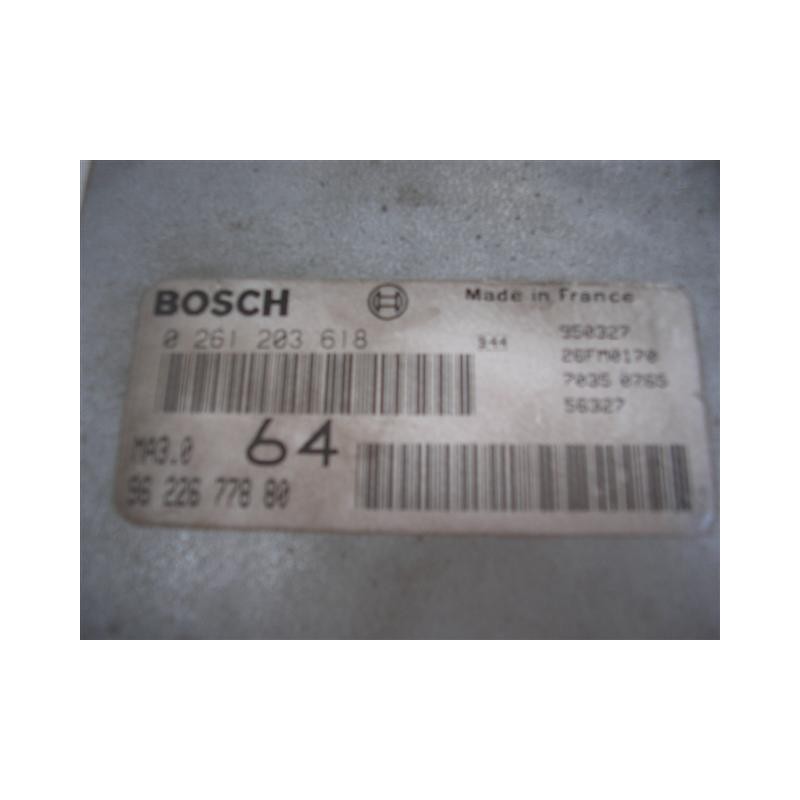 BOSCH Made in France
0 261 203 618 944 950327
26FM0170
7035 0765
56327
MA3.0 64
96 226 778 80